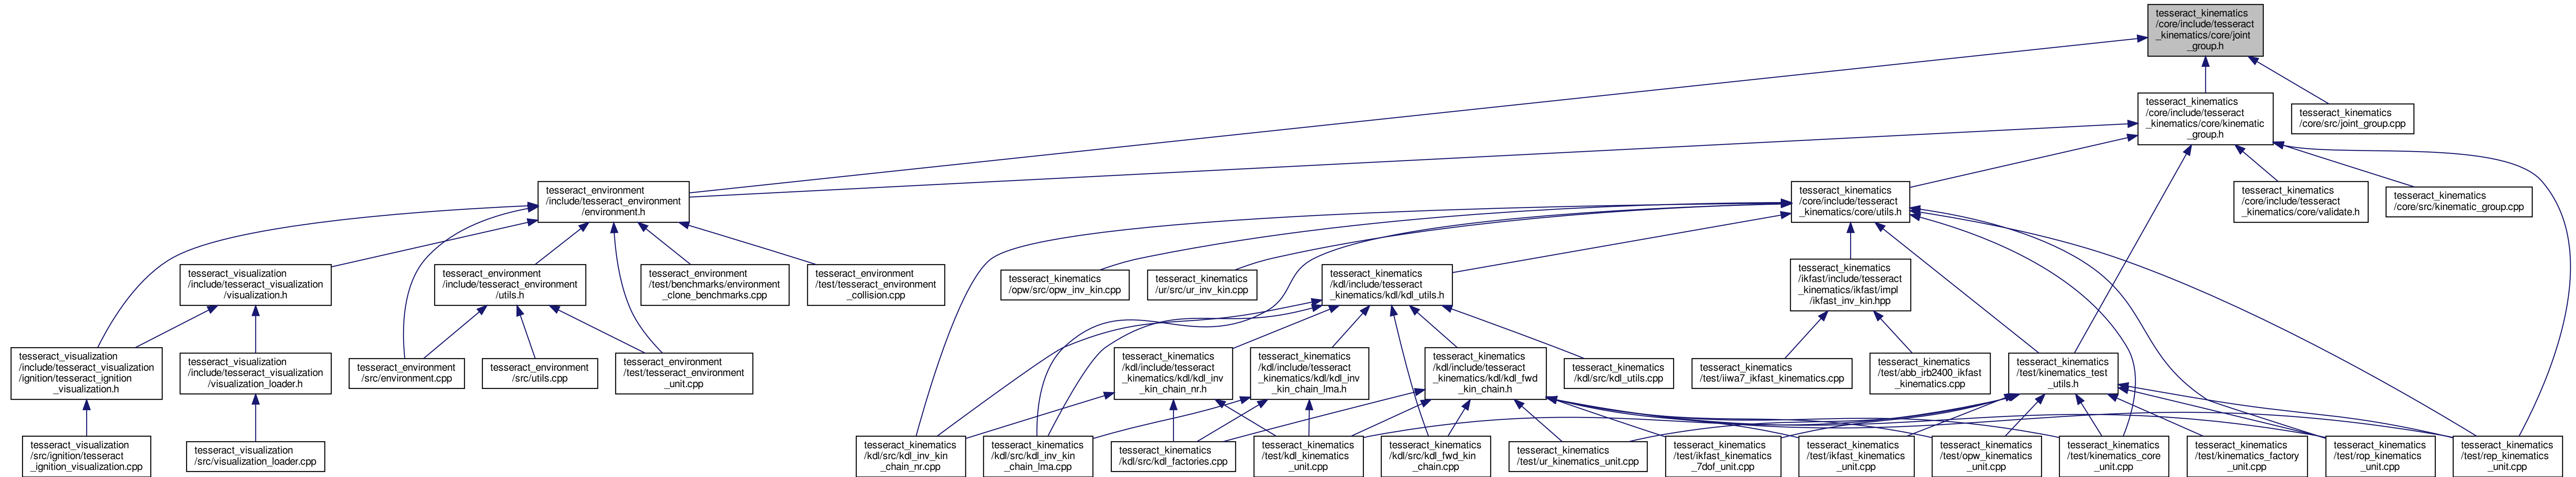 tesseract_kinematics
/core/include/tesseract
_kinematics/core/joint
_group.h
tesseract_kinematics
/core/include/tesseract
_kinematics/core/kinematic
_group.h
tesseract_kinematics
/core/src/joint_group.cpp
tesseract_environment
/include/tesseract_environment
/environment.h
tesseract_kinematics
/core/include/tesseract
_kinematics/core/utils.h
tesseract_kinematics
/core/include/tesseract
_kinematics/core/validate.h
tesseract_kinematics
/core/src/kinematic_group.cpp
tesseract_visualization
/include/tesseract_visualization
/visualization.h
tesseract_environment
/include/tesseract_environment
/utils.h
tesseract_environment
/test/benchmarks/environment
_clone_benchmarks.cpp
tesseract_environment
/test/tesseract_environment
_collision.cpp
tesseract_kinematics
/opw/src/opw_inv_kin.cpp
tesseract_kinematics
/ur/src/ur_inv_kin.cpp
tesseract_kinematics
/kdl/include/tesseract
_kinematics/kdl/kdl_utils.h
tesseract_kinematics
/ikfast/include/tesseract
_kinematics/ikfast/impl
/ikfast_inv_kin.hpp
tesseract_visualization
/include/tesseract_visualization
/ignition/tesseract_ignition
_visualization.h
tesseract_visualization
/include/tesseract_visualization
/visualization_loader.h
tesseract_environment
/src/environment.cpp
tesseract_environment
/src/utils.cpp
tesseract_environment
/test/tesseract_environment
_unit.cpp
tesseract_kinematics
/kdl/include/tesseract
_kinematics/kdl/kdl_inv
_kin_chain_nr.h
tesseract_kinematics
/kdl/include/tesseract
_kinematics/kdl/kdl_inv
_kin_chain_lma.h
tesseract_kinematics
/kdl/include/tesseract
_kinematics/kdl/kdl_fwd
_kin_chain.h
tesseract_kinematics
/kdl/src/kdl_utils.cpp
tesseract_kinematics
/test/iiwa7_ikfast_kinematics.cpp
tesseract_kinematics
/test/abb_irb2400_ikfast
_kinematics.cpp
tesseract_kinematics
/test/kinematics_test
_utils.h
tesseract_visualization
/src/ignition/tesseract
_ignition_visualization.cpp
tesseract_visualization
/src/visualization_loader.cpp
tesseract_kinematics
/kdl/src/kdl_inv_kin
_chain_nr.cpp
tesseract_kinematics
/kdl/src/kdl_inv_kin
_chain_lma.cpp
tesseract_kinematics
/kdl/src/kdl_factories.cpp
tesseract_kinematics
/test/kdl_kinematics
_unit.cpp
tesseract_kinematics
/kdl/src/kdl_fwd_kin
_chain.cpp
tesseract_kinematics
/test/ur_kinematics_unit.cpp
tesseract_kinematics
/test/ikfast_kinematics
_7dof_unit.cpp
tesseract_kinematics
/test/ikfast_kinematics
_unit.cpp
tesseract_kinematics
/test/opw_kinematics
_unit.cpp
tesseract_kinematics
/test/kinematics_core
_unit.cpp
tesseract_kinematics
/test/kinematics_factory
_unit.cpp
tesseract_kinematics
/test/rop_kinematics
_unit.cpp
tesseract_kinematics
/test/rep_kinematics
_unit.cpp